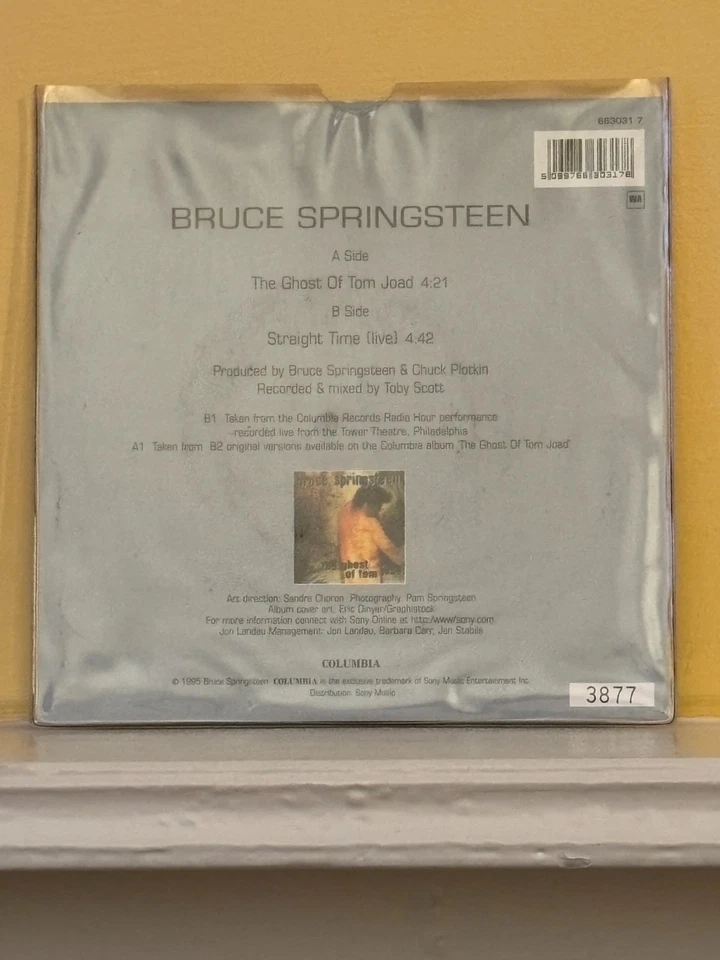 663031 7
5 099766 303178
WA
BRUCE SPRINGSTEEN
A Side
The Ghost Of Tom Joad 4:21
B Side
Straight Time (live) 4.42
Produced by Bruce Springsteen & Chuck Plotkin
Recorded & mixed by Toby Scott
B1 Taken from the Columbia Records Radio Hour performance
recorded live from the Tower Theatre, Philadelphia
A1 Taken from B2 original versions available on the Columbia album 'The Ghost Of Tom Joad'
bruce springsteen
the ghost
of tom joad
Art direction: Sandra Choron Photography: Pam Springsteen
Album cover art: Eric Dinyer/Graphistock
For more information connect with Sony Online at http:/www/sony.com
Jon Landau Management: Jon Landau, Barbara Carr, Jan Stabile
COLUMBIA
© 1995 Bruce Springsteen COLUMBIA is the exclusive trademark of Sony Music Entertainment Inc.
Distribution: Sony Music
3877